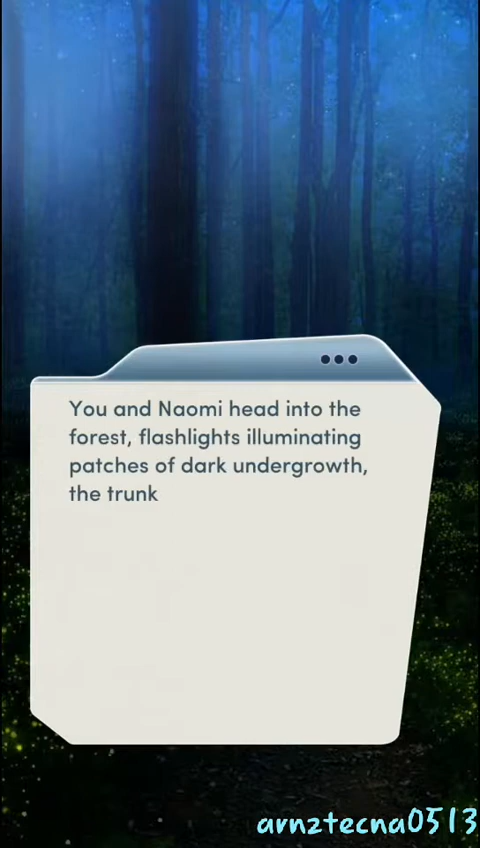 You and Naomi head into the
forest, flashlights illuminating
patches of dark undergrowth,
the trunk
arnztecna0513